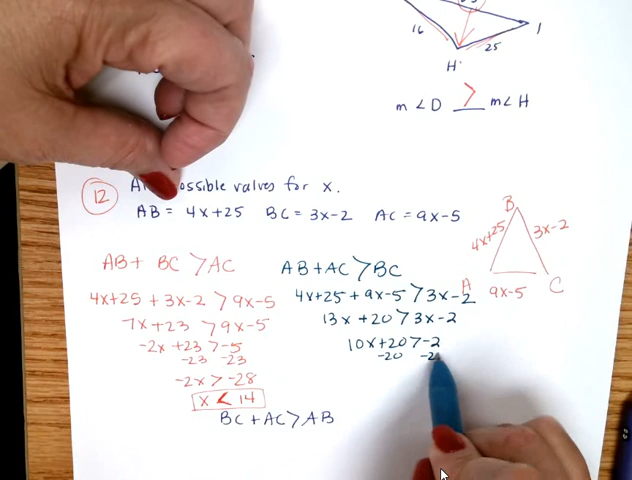 16
25
I
H
m<D > m<H
12
possible values for x.
AB = 4x+25 BC = 3x-2 AC = 9x-5
B
4x+25
3x-2
A
C
9x-5
AB + BC > AC
4x+25 + 3x-2 > 9x-5
7x+23 > 9x-5
-2x +23 > -5
-23 -23
-2x > -28
x < 14
AB+AC > BC
4x+25 + 9x-5 > 3x-2
13x +20 > 3x-2
10x+20 > -2
-20 -2
BC + AC > AB